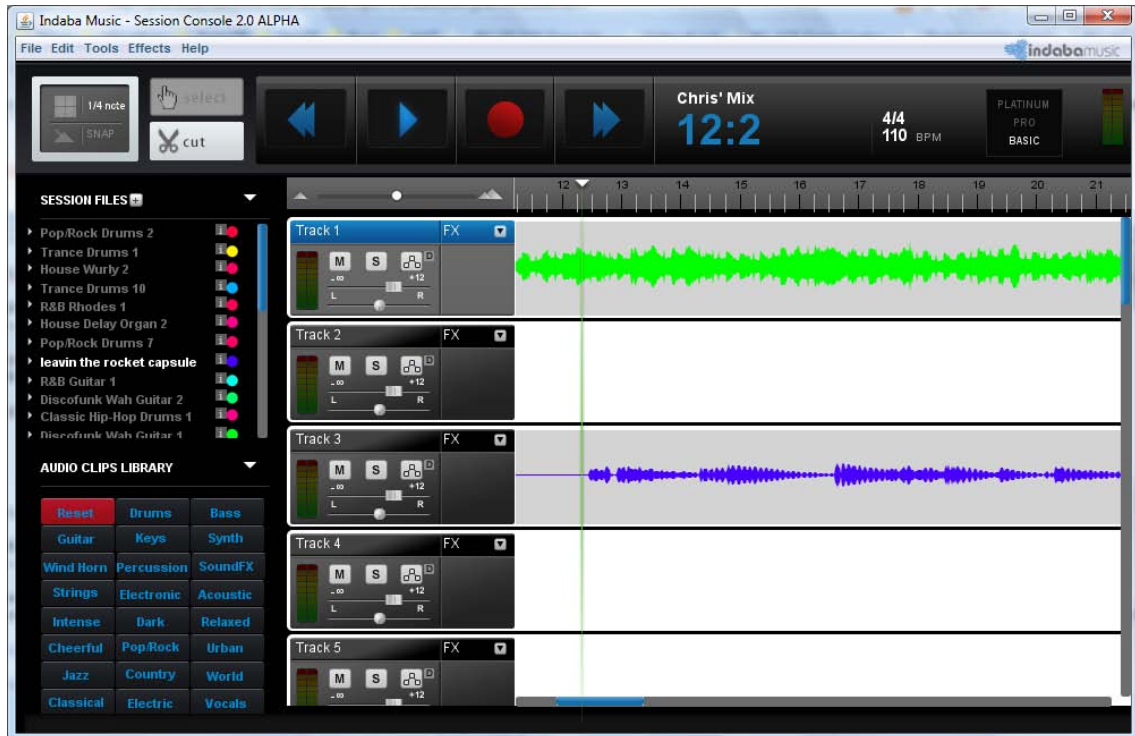 Indaba Music - Session Console 2.0 ALPHA
File Edit Tools Effects Help
indabamusic
1/4 note
SNAP
select
cut
Chris' Mix
12:2
4/4
110 BPM
PLATINUM
PRO
BASIC
SESSION FILES
12 13 14 15 16 17 18 19 20 21
Pop/Rock Drums 2
Trance Drums 1
House Wurly 2
Trance Drums 10
R&B Rhodes 1
House Delay Organ 2
Pop/Rock Drums 7
leavin the rocket capsule
R&B Guitar 1
Discofunk Wah Guitar 2
Classic Hip-Hop Drums 1
Discofunk Wah Guitar 1
AUDIO CLIPS LIBRARY
Reset Drums Bass
Guitar Keys Synth
Wind Horn Percussion SoundFX
Strings Electronic Acoustic
Intense Dark Relaxed
Cheerful Pop/Rock Urban
Jazz Country World
Classical Electric Vocals
Track 1 FX
M S D
-∞ +12
L R
Track 2 FX
M S D
-∞ +12
L R
Track 3 FX
M S D
-∞ +12
L R
Track 4 FX
M S D
-∞ +12
L R
Track 5 FX
M S D
-∞ +12